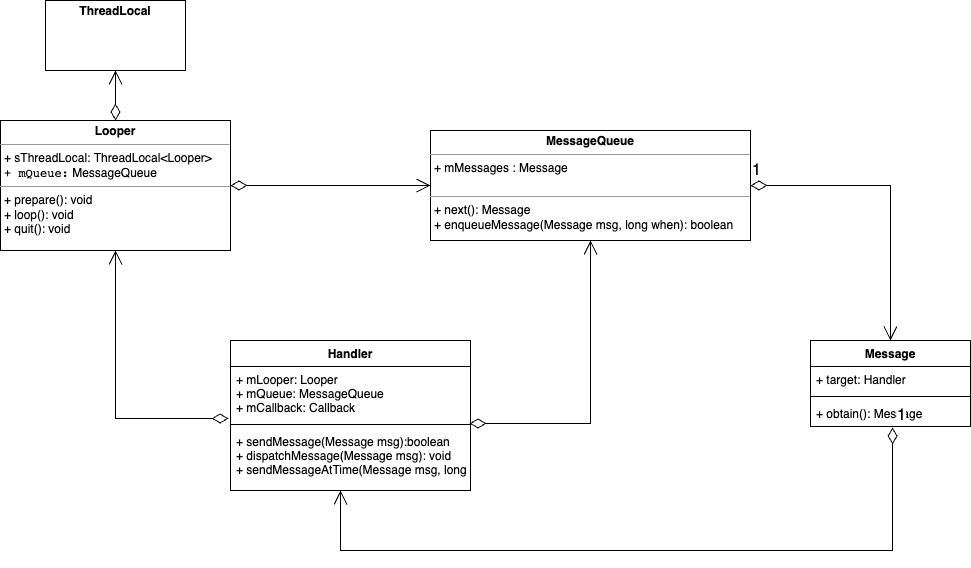 ThreadLocal
Looper
+ sThreadLocal: ThreadLocal<Looper>
+ mQueue: MessageQueue
+ prepare(): void
+ loop(): void
+ quit(): void
MessageQueue
+ mMessages : Message
+ next(): Message
+ enqueueMessage(Message msg, long when): boolean
1
Handler
+ mLooper: Looper
+ mQueue: MessageQueue
+ mCallback: Callback
+ sendMessage(Message msg):boolean
+ dispatchMessage(Message msg): void
+ sendMessageAtTime(Message msg, long
Message
+ target: Handler
+ obtain(): Message
1